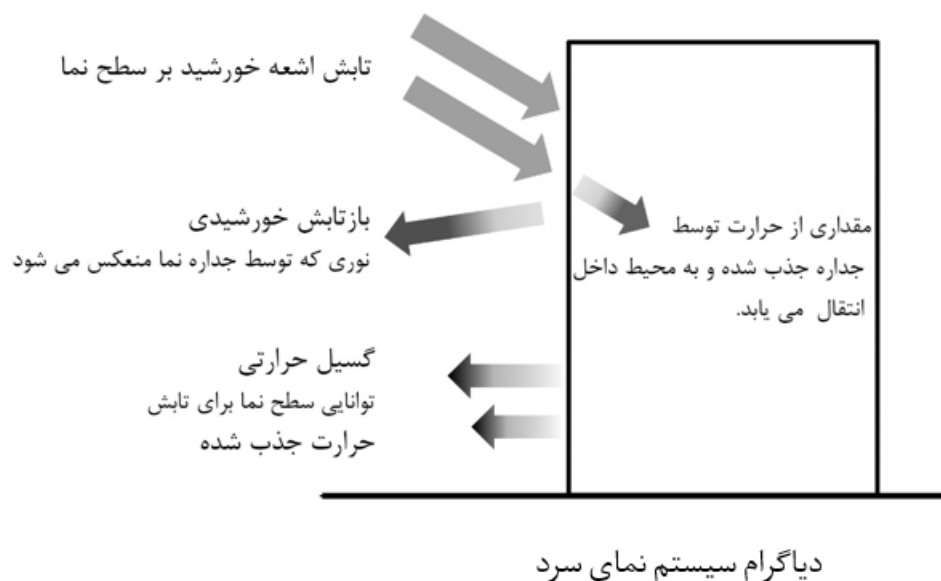 تابش اشعه خورشید بر سطح نما
بازتابش خورشیدی
نوری که توسط جداره نما منعکس می شود
مقداری از حرارت توسط
جداره جذب شده و به محیط داخل
انتقال می یابد.
گسیل حرارتی
توانایی سطح نما برای تابش
حرارت جذب شده
دیاگرام سیستم نمای سرد